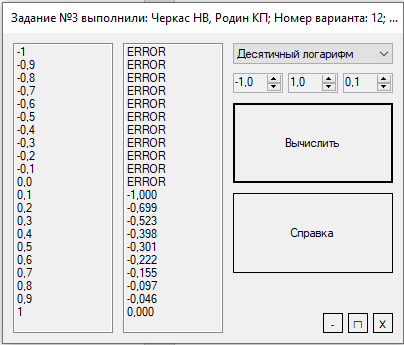 Задание №3 выполнили: Черкас НВ, Родин КП; Номер варианта: 12; ...
-1 ERROR
-0,9 ERROR
-0,8 ERROR
-0,7 ERROR
-0,6 ERROR
-0,5 ERROR
-0,4 ERROR
-0,3 ERROR
-0,2 ERROR
-0,1 ERROR
0,0 ERROR
0,1 -1,000
0,2 -0,699
0,3 -0,523
0,4 -0,398
0,5 -0,301
0,6 -0,222
0,7 -0,155
0,8 -0,097
0,9 -0,046
1 0,000
Десятичный логарифм
-1,0 1,0 0,1
Вычислить
Справка
- □ X